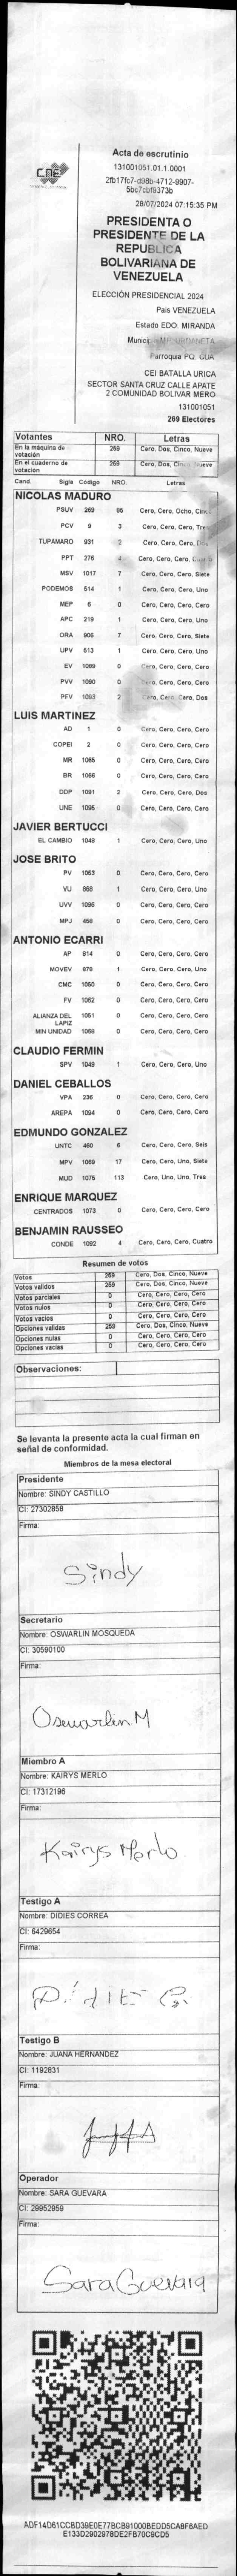 CNE
Acta de escrutinio
131001051.01.1.0001
2fb17fc7-d98b-4712-9907-
5bc7cbf9373b
28/07/2024 07:15:35 PM
PRESIDENTA O
PRESIDENTE DE LA
REPUBLICA
BOLIVARIANA DE
VENEZUELA
ELECCIÓN PRESIDENCIAL 2024
Pais VENEZUELA
Estado EDO. MIRANDA
Parroquia PQ. CUA
CEI BATALLA URICA
SECTOR SANTA CRUZ CALLE APATE
2 COMUNIDAD BOLIVAR MERO
131001051
269 Electores
Votantes NRO. Letras
En la máquina de votación 259 Cero, Dos, Cinco, Nueve
En el cuaderno de votación 259 Cero, Dos, Cinco, Nueve
Cand. Sigla Código NRO. Letras
NICOLAS MADURO
PSUV 269 85 Cero, Cero, Ocho, Cinco
PCV 9 3 Cero, Cero, Cero, Tres
TUPAMARO 931 2 Cero, Cero, Cero, Dos
PPT 276 4 Cero, Cero, Cero, Cuatro
MSV 1017 7 Cero, Cero, Cero, Siete
PODEMOS 514 1 Cero, Cero, Cero, Uno
MEP 6 0 Cero, Cero, Cero, Cero
APC 219 1 Cero, Cero, Cero, Uno
ORA 906 7 Cero, Cero, Cero, Siete
UPV 513 1 Cero, Cero, Cero, Uno
EV 1089 0 Cero, Cero, Cero, Cero
PVV 1090 0 Cero, Cero, Cero, Cero
PFV 1093 2 Cero, Cero, Cero, Dos
LUIS MARTINEZ
AD 1 0 Cero, Cero, Cero, Cero
COPEI 2 0 Cero, Cero, Cero, Cero
MR 1065 0 Cero, Cero, Cero, Cero
BR 1066 0 Cero, Cero, Cero, Cero
DDP 1091 2 Cero, Cero, Cero, Dos
UNE 1095 0 Cero, Cero, Cero, Cero
JAVIER BERTUCCI
EL CAMBIO 1048 1 Cero, Cero, Cero, Uno
JOSE BRITO
PV 1053 0 Cero, Cero, Cero, Cero
VU 868 1 Cero, Cero, Cero, Uno
UVV 1096 0 Cero, Cero, Cero, Cero
MPJ 458 0 Cero, Cero, Cero, Cero
ANTONIO ECARRI
AP 814 0 Cero, Cero, Cero, Cero
MOVEV 879 1 Cero, Cero, Cero, Uno
CMC 1050 0 Cero, Cero, Cero, Cero
FV 1052 0 Cero, Cero, Cero, Cero
ALIANZA DEL LAPIZ 1051 0 Cero, Cero, Cero, Cero
MIN UNIDAD 1068 0 Cero, Cero, Cero, Cero
CLAUDIO FERMIN
SPV 1049 1 Cero, Cero, Cero, Uno
DANIEL CEBALLOS
VPA 236 0 Cero, Cero, Cero, Cero
AREPA 1094 0 Cero, Cero, Cero, Cero
EDMUNDO GONZALEZ
UNTC 460 6 Cero, Cero, Cero, Seis
MPV 1069 17 Cero, Cero, Uno, Siete
MUD 1075 113 Cero, Uno, Uno, Tres
ENRIQUE MARQUEZ
CENTRADOS 1073 0 Cero, Cero, Cero, Cero
BENJAMIN RAUSSEO
CONDE 1092 4 Cero, Cero, Cero, Cuatro
Resumen de votos
Votos 259 Cero, Dos, Cinco, Nueve
Votos validos 259 Cero, Dos, Cinco, Nueve
Votos parciales 0 Cero, Cero, Cero, Cero
Votos nulos 0 Cero, Cero, Cero, Cero
Votos vacios 0 Cero, Cero, Cero, Cero
Opciones validas 259 Cero, Dos, Cinco, Nueve
Opciones nulas 0 Cero, Cero, Cero, Cero
Opciones vacias 0 Cero, Cero, Cero, Cero
Observaciones:
Se levanta la presente acta la cual firman en
señal de conformidad.
Miembros de la mesa electoral
Presidente
Nombre: SINDY CASTILLO
CI: 27302858
Firma:
Sindy
Secretario
Nombre: OSWARLIN MOSQUEDA
CI: 30590100
Firma:
Oswarlin M
Miembro A
Nombre: KAIRYS MERLO
CI: 17312196
Firma:
Kairys Merlo
Testigo A
Nombre: DIDIES CORREA
CI: 6429654
Firma:
Testigo B
Nombre: JUANA HERNANDEZ
CI: 1192831
Firma:
Operador
Nombre: SARA GUEVARA
CI: 29952959
Firma:
Sara Guevara
ADF14D61CCBD39E0E77BCB91000BEDD5CA8F6AED
E133D2902978DE2FB70C9CD5